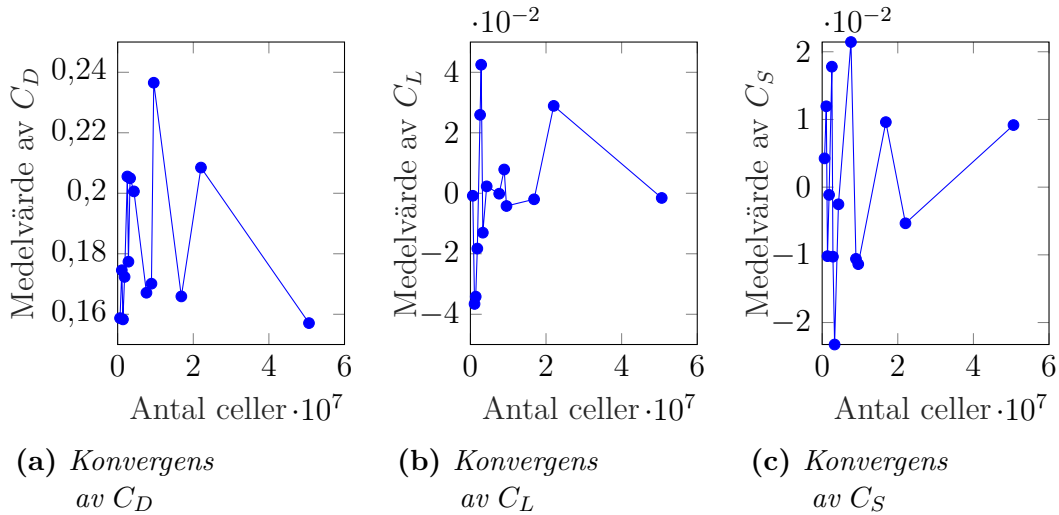 Medelvärde av C_D
0,24
0,22
0,2
0,18
0,16
0 2 4 6
Antal celler ·10^7
(a) Konvergens
av C_D
·10^−2
Medelvärde av C_L
4
2
0
−2
−4
0 2 4 6
Antal celler ·10^7
(b) Konvergens
av C_L
·10^−2
Medelvärde av C_S
2
1
0
−1
−2
0 2 4 6
Antal celler ·10^7
(c) Konvergens
av C_S